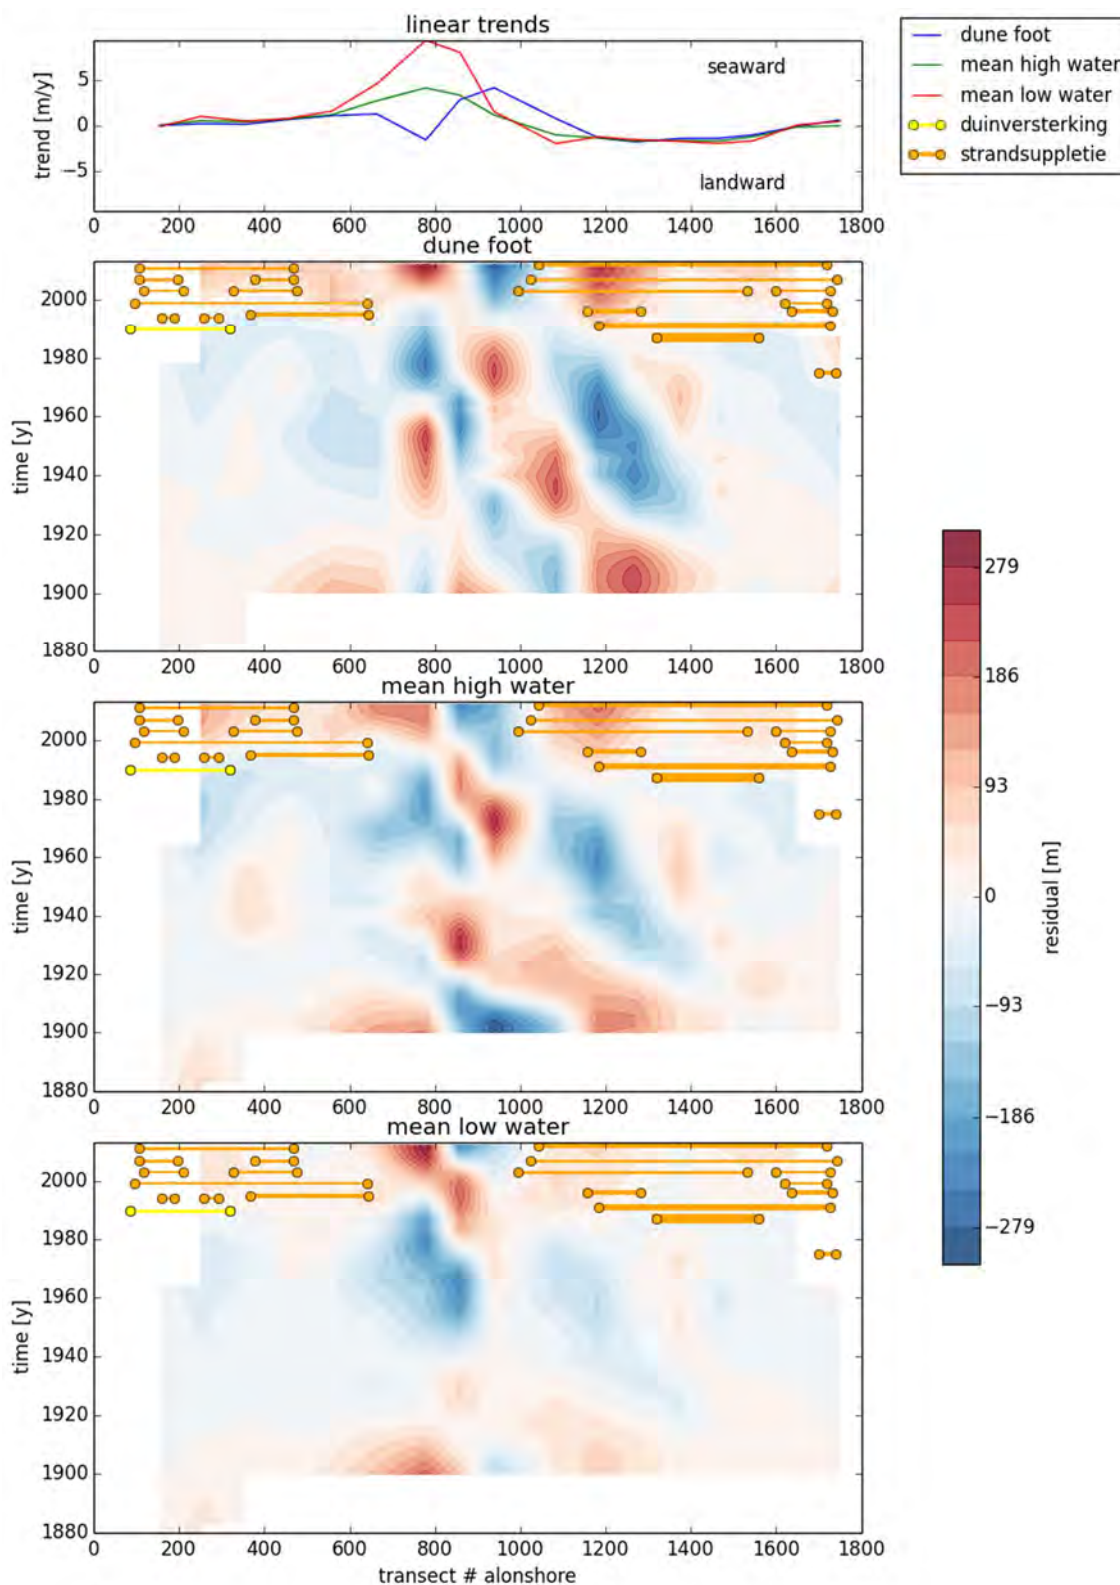 linear trends
trend [m/y]
5
0
−5
seaward
landward
0 200 400 600 800 1000 1200 1400 1600 1800
dune foot
mean high water
mean low water
duinversterking
strandsuppletie
dune foot
time [y]
2000
1980
1960
1940
1920
1900
1880
0 200 400 600 800 1000 1200 1400 1600 1800
mean high water
time [y]
2000
1980
1960
1940
1920
1900
1880
0 200 400 600 800 1000 1200 1400 1600 1800
mean low water
time [y]
2000
1980
1960
1940
1920
1900
1880
0 200 400 600 800 1000 1200 1400 1600 1800
transect # alonshore
279
186
93
0
−93
−186
−279
residual [m]